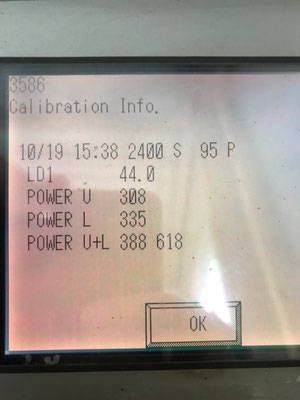 3586
Calibration Info.
10/19 15:38 2400 S 95 P
LD1 44.0
POWER U 308
POWER L 335
POWER U+L 388 618
OK